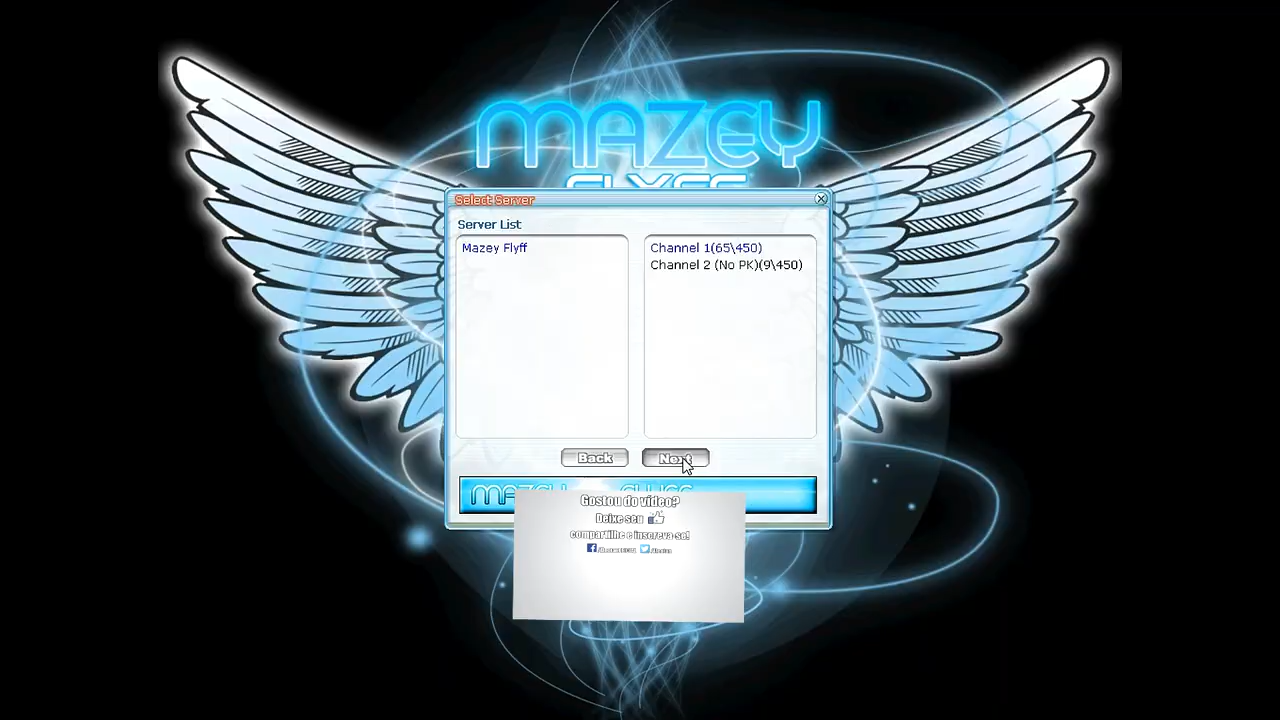 MAZEY
FLYFF
Select Server
Server List
Mazey Flyff
Channel 1(65\450)
Channel 2 (No PK)(9\450)
Back
Next
Gostou do vídeo?
Deixe seu
compartilhe e inscreva-se!